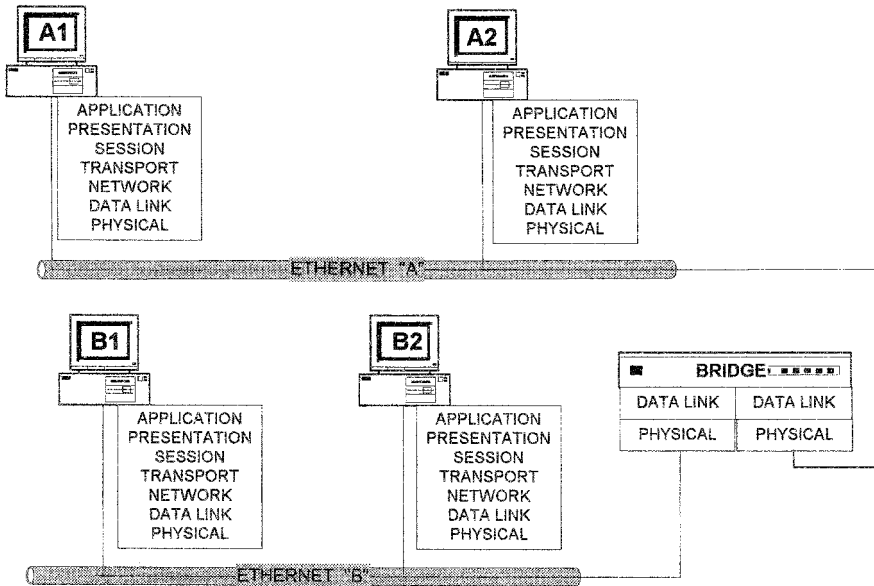 A1
A2
APPLICATION
PRESENTATION
SESSION
TRANSPORT
NETWORK
DATA LINK
PHYSICAL
APPLICATION
PRESENTATION
SESSION
TRANSPORT
NETWORK
DATA LINK
PHYSICAL
ETHERNET "A"
B1
B2
BRIDGE
DATA LINK DATA LINK
PHYSICAL PHYSICAL
APPLICATION
PRESENTATION
SESSION
TRANSPORT
NETWORK
DATA LINK
PHYSICAL
APPLICATION
PRESENTATION
SESSION
TRANSPORT
NETWORK
DATA LINK
PHYSICAL
ETHERNET "B"